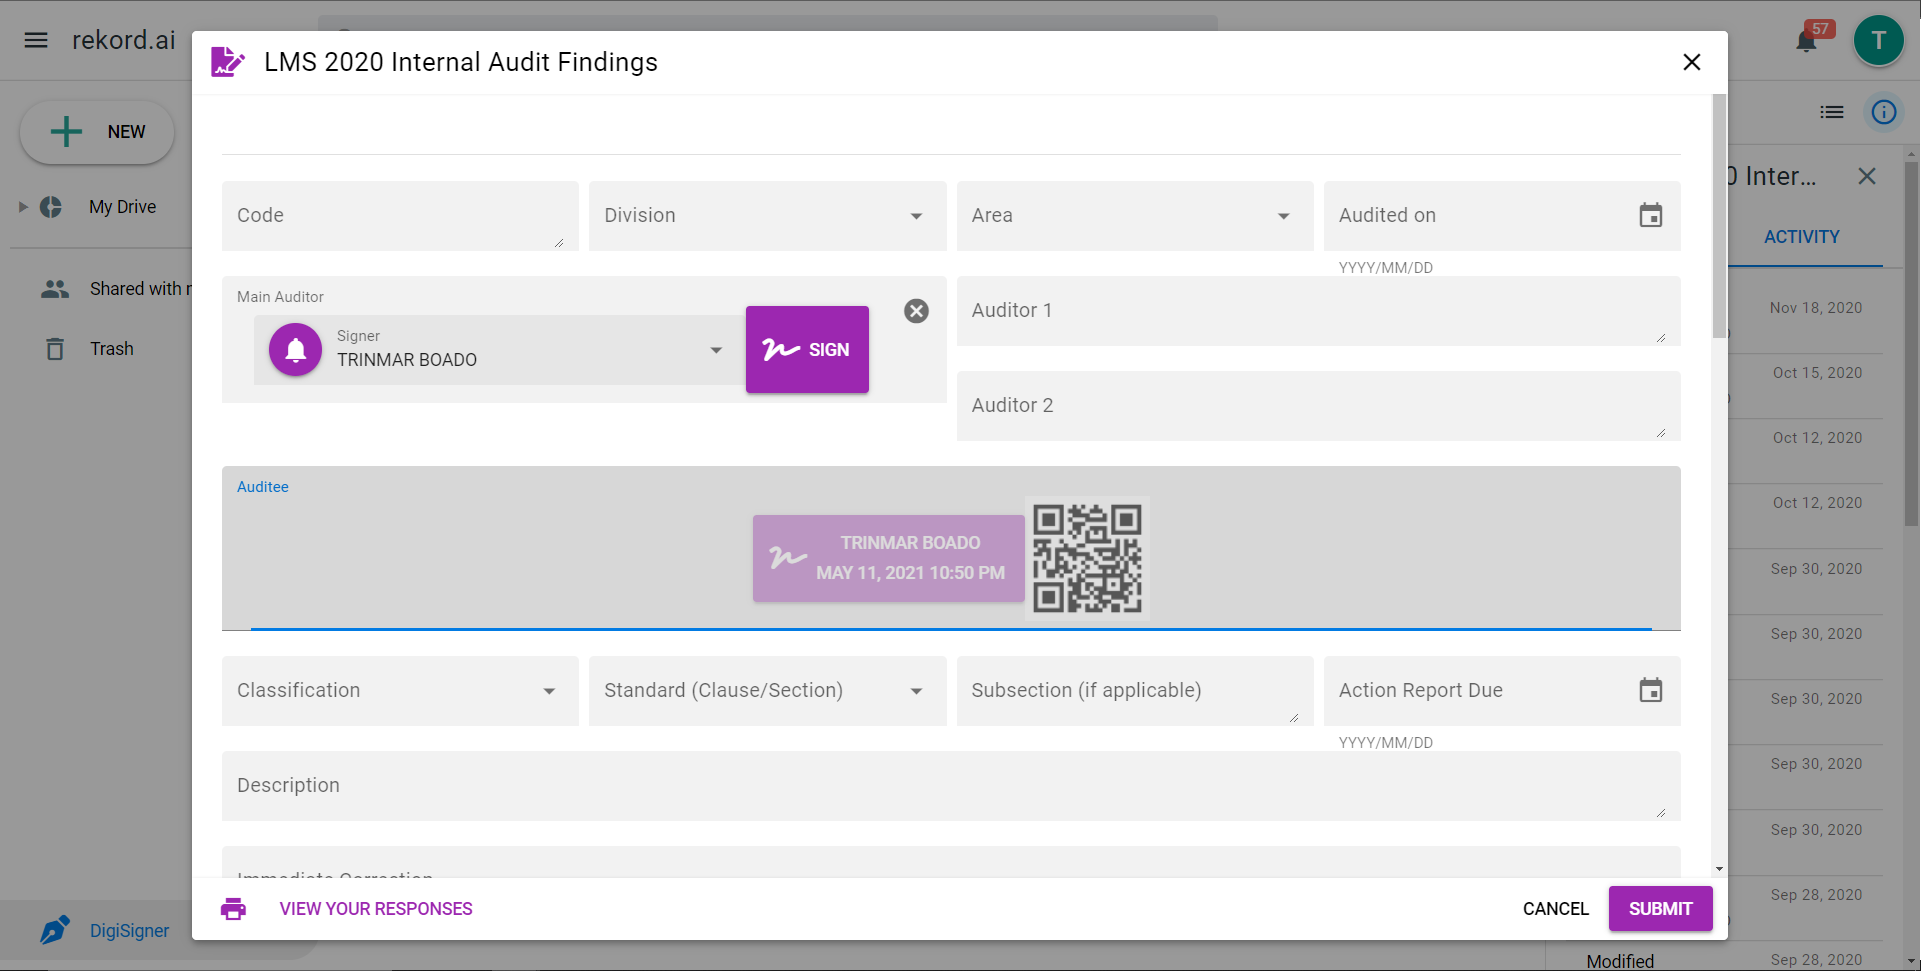 rekord.ai
57
T
LMS 2020 Internal Audit Findings
NEW
My Drive
Shared with
Trash
DigiSigner
Code
Division
Area
Audited on
YYYY/MM/DD
Main Auditor
Signer
TRINMAR BOADO
SIGN
Auditor 1
Auditor 2
Auditee
TRINMAR BOADO
MAY 11, 2021 10:50 PM
Classification
Standard (Clause/Section)
Subsection (if applicable)
Action Report Due
YYYY/MM/DD
Description
Immediate Correction
VIEW YOUR RESPONSES
CANCEL
SUBMIT
0 Inter...
ACTIVITY
Nov 18, 2020
Oct 15, 2020
Oct 12, 2020
Oct 12, 2020
Sep 30, 2020
Sep 30, 2020
Sep 30, 2020
Sep 30, 2020
Sep 30, 2020
Sep 28, 2020
Modified
Sep 28, 2020